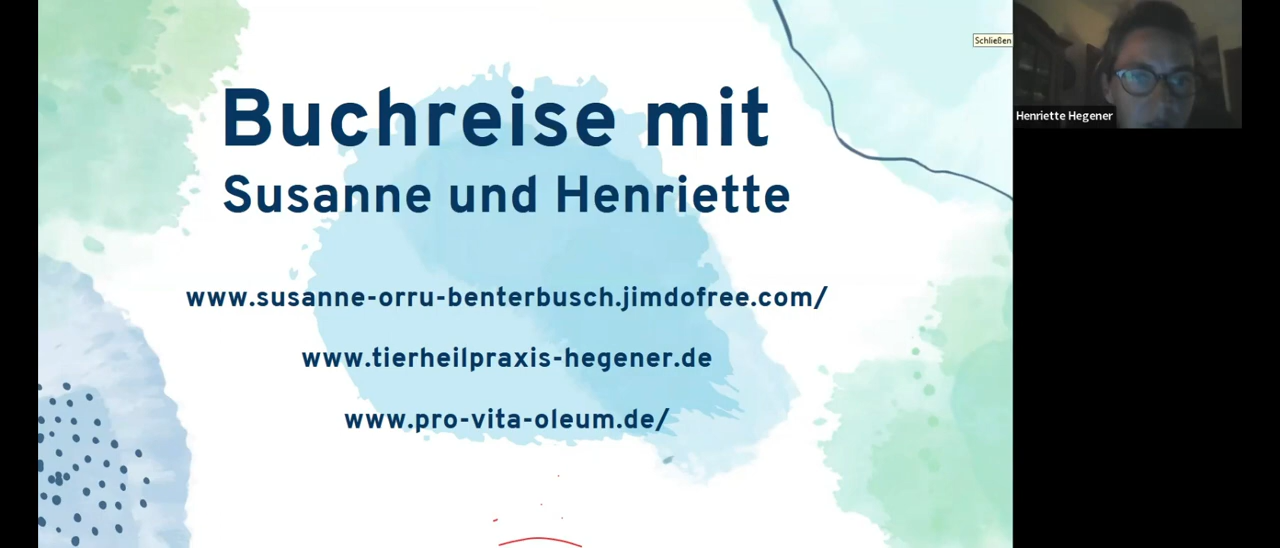 Buchreise mit
Susanne und Henriette
www.susanne-orru-benterbusch.jimdofree.com/
www.tierheilpraxis-hegener.de
www.pro-vita-oleum.de/
Schließen
Henriette Hegener